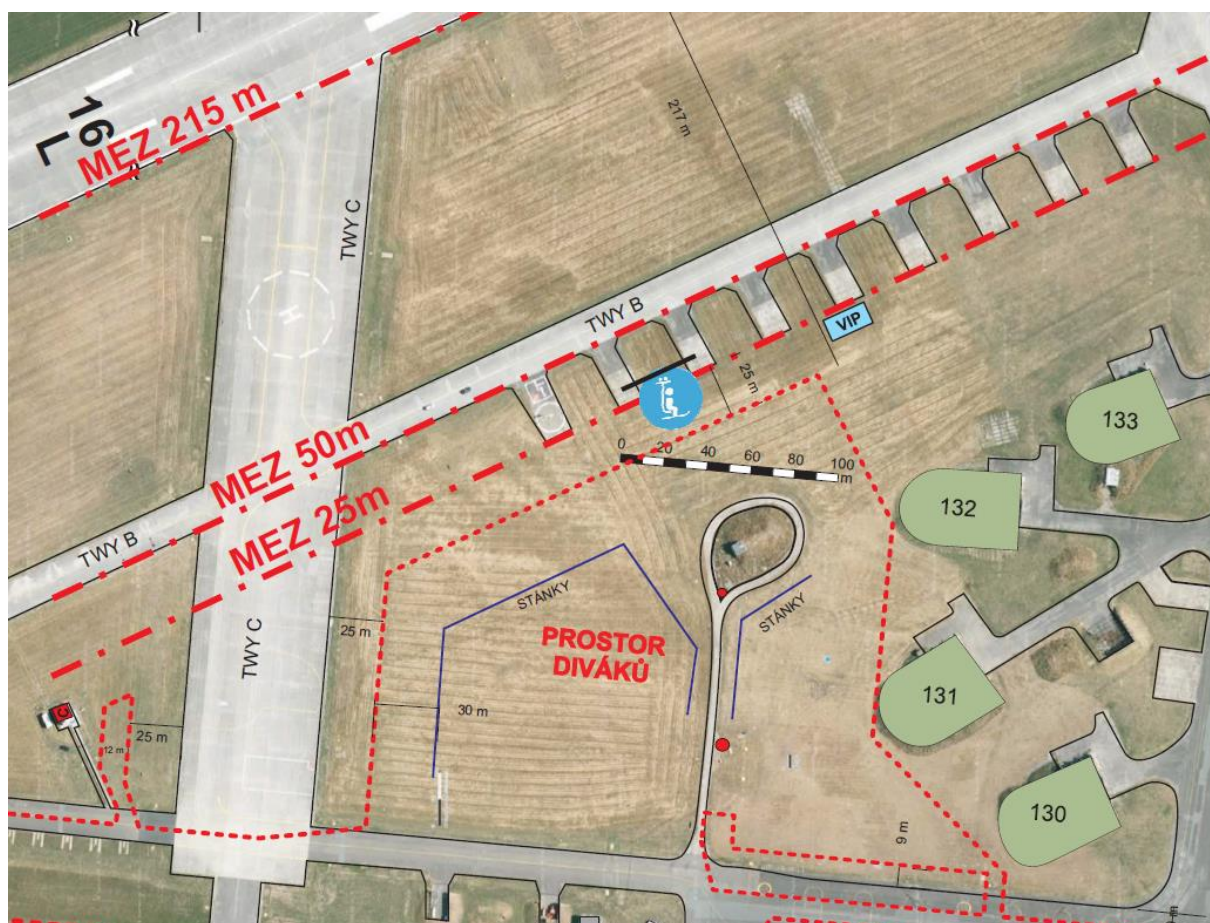 16 L
MEZ 215 m
TWY C
217 m
TWY B
VIP
H
25 m
133
MEZ 50m
0 20 40 60 80 100
m
132
MEZ 25m
TWY B
STÁNKY
STÁNKY
25 m
TWY C
PROSTOR
DIVÁKŮ
131
30 m
C
25 m
12 m
130
9 m